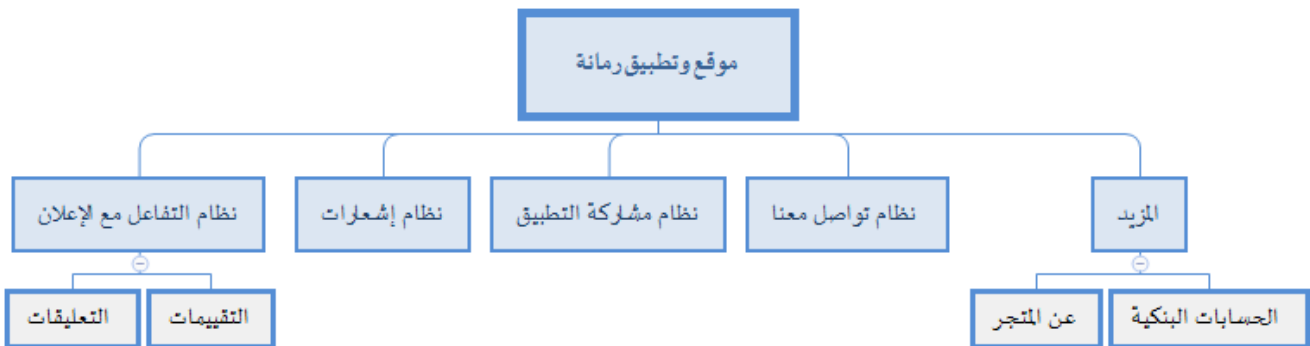 موقع وتطبيق رمانة
المزيد
نظام تواصل معنا
نظام مشاركة التطبيق
نظام إشعارات
نظام التفاعل مع الإعلان
الحسابات البنكية
عن المتجر
التقييمات
التعليقات